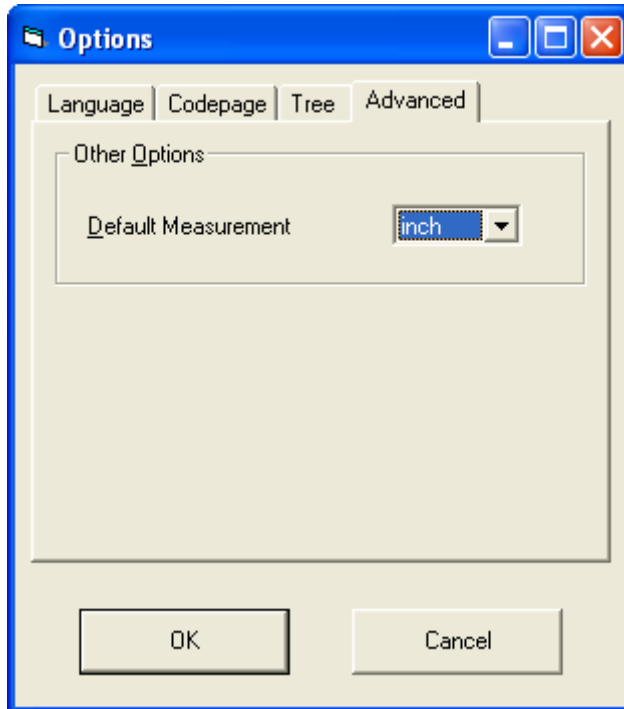 Options
Language Codepage Tree Advanced
Other Options
Default Measurement inch
OK Cancel